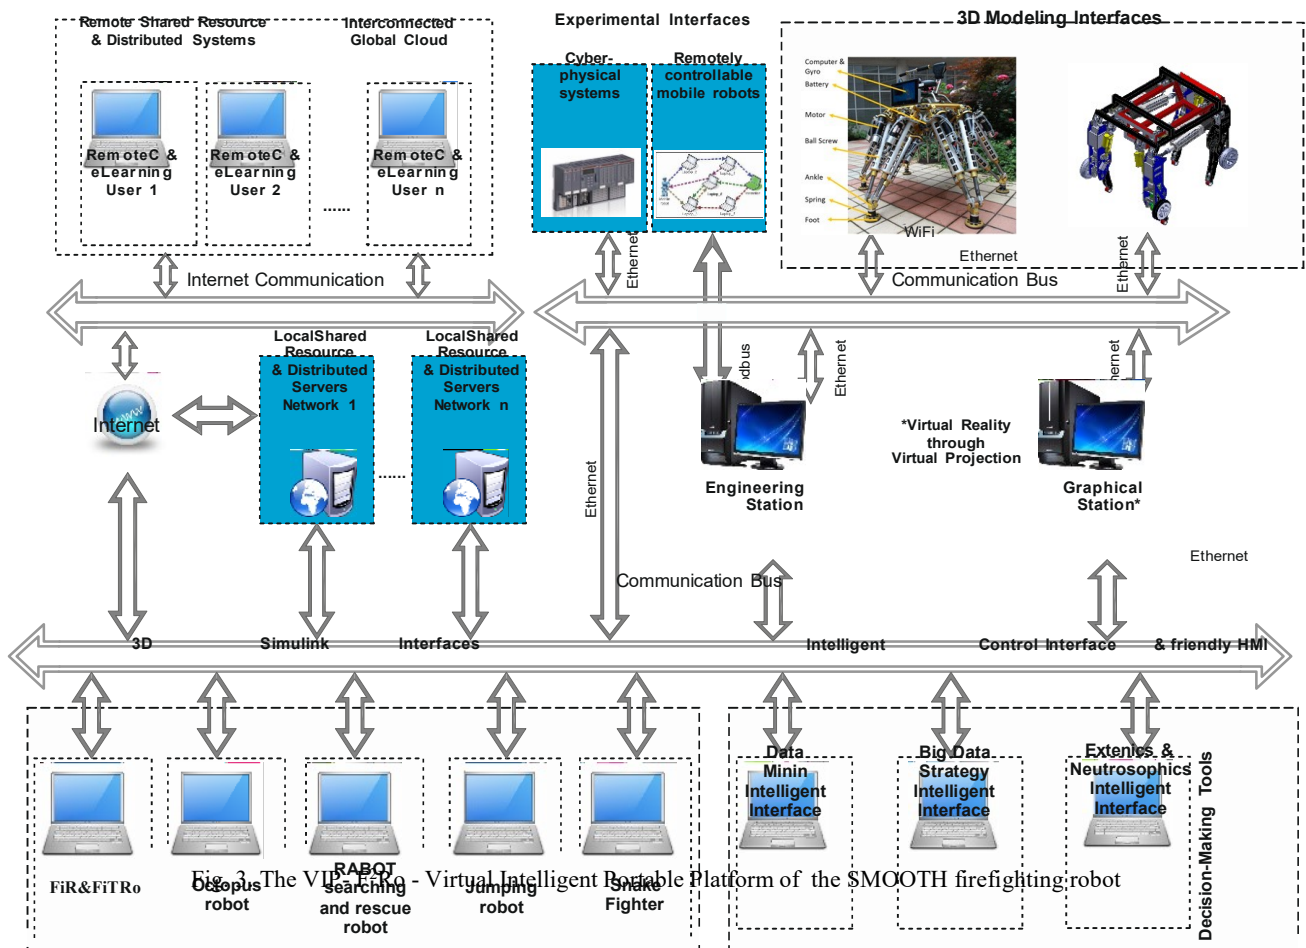 Remote Shared Resource
& Distributed Systems
Interconnected
Global Cloud
RemoteC &
eLearning
User 1
RemoteC &
eLearning
User 2
......
RemoteC &
eLearning
User n
Experimental Interfaces
Cyber-
physical
systems
Remotely
controllable
mobile robots
3D Modeling Interfaces
Computer &
Gyro
Battery
Motor
Ball Screw
Ankle
Spring
Foot
WiFi
Ethernet
Internet Communication
Ethernet
Communication Bus
Ethernet
LocalShared
Resource
& Distributed
Servers
Network 1
......
LocalShared
Resource
& Distributed
Servers
Network n
Internet
Ethernet
dbus
Ethernet
hernet
Engineering
Station
*Virtual Reality
through
Virtual Projection
Graphical
Station*
Ethernet
Communication Bus
3D Simulink Interfaces
Intelligent Control Interface & friendly HMI
FiR&FiTRo
Octopus
robot
RABOT
searching
and rescue
robot
Jumping
robot
Snake
Fighter
Data
Minin
Intelligent
Interface
Big Data
Strategy
Intelligent
Interface
Extenics &
Neutrosophics
Intelligent
Interface
Decision-Making Tools
Fig. 3 - The VIP- F²Ro - Virtual Intelligent Portable Platform of the SMOOTH firefighting robot